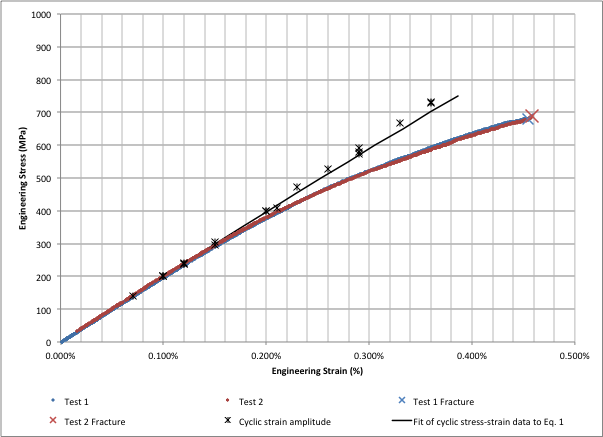 1000
900
800
700
600
500
400
300
200
100
0
Engineering Stress (MPa)
0.000% 0.100% 0.200% 0.300% 0.400% 0.500%
Engineering Strain (%)
Test 1 Test 2 Test 1 Fracture
Test 2 Fracture Cyclic strain amplitude Fit of cyclic stress-strain data to Eq. 1